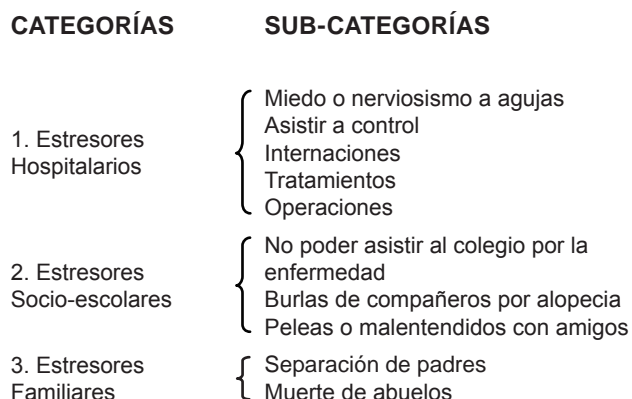 CATEGORÍAS SUB-CATEGORÍAS
1. Estresores
Hospitalarios
Miedo o nerviosismo a agujas
Asistir a control
Internaciones
Tratamientos
Operaciones
2. Estresores
Socio-escolares
No poder asistir al colegio por la
enfermedad
Burlas de compañeros por alopecia
Peleas o malentendidos con amigos
3. Estresores
Familiares
Separación de padres
Muerte de abuelos